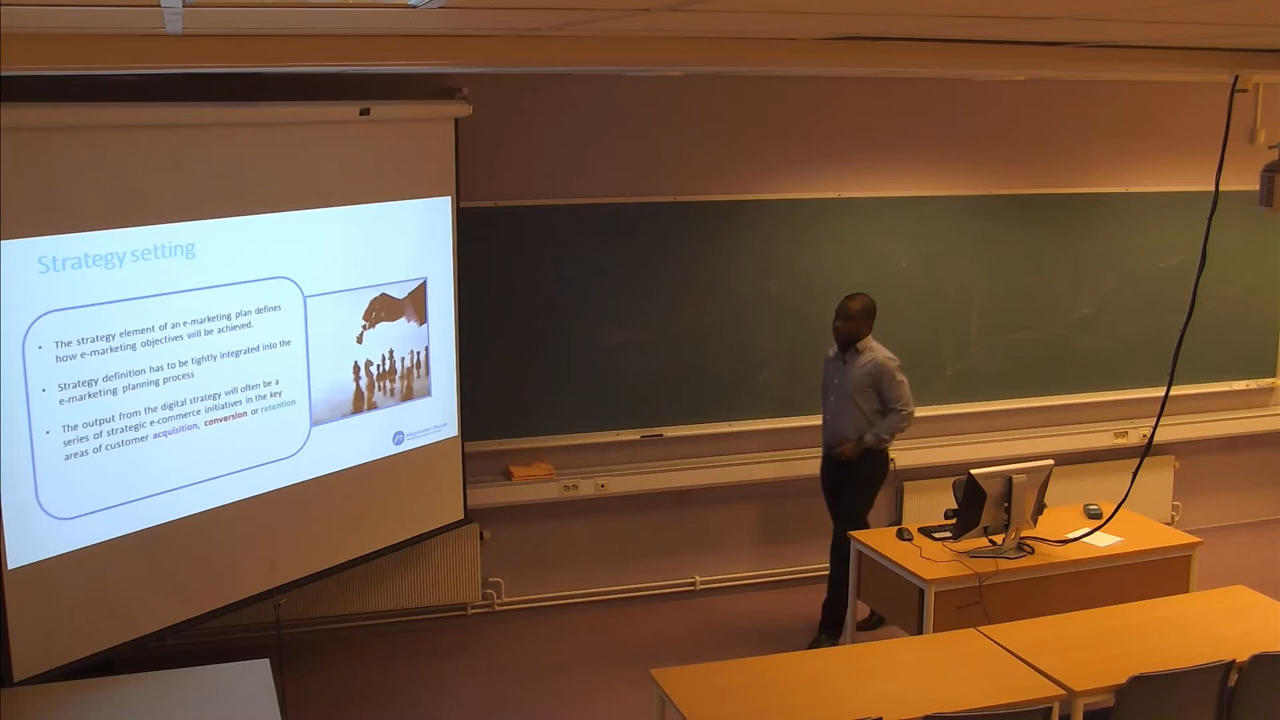 Strategy setting
• The strategy element of an e-marketing plan defines
how e-marketing objectives will be achieved.
• Strategy definition has to be tightly integrated into the
e-marketing planning process
• The output from the digital strategy will often be a
series of strategic e-commerce initiatives in the key
areas of customer acquisition, conversion or retention